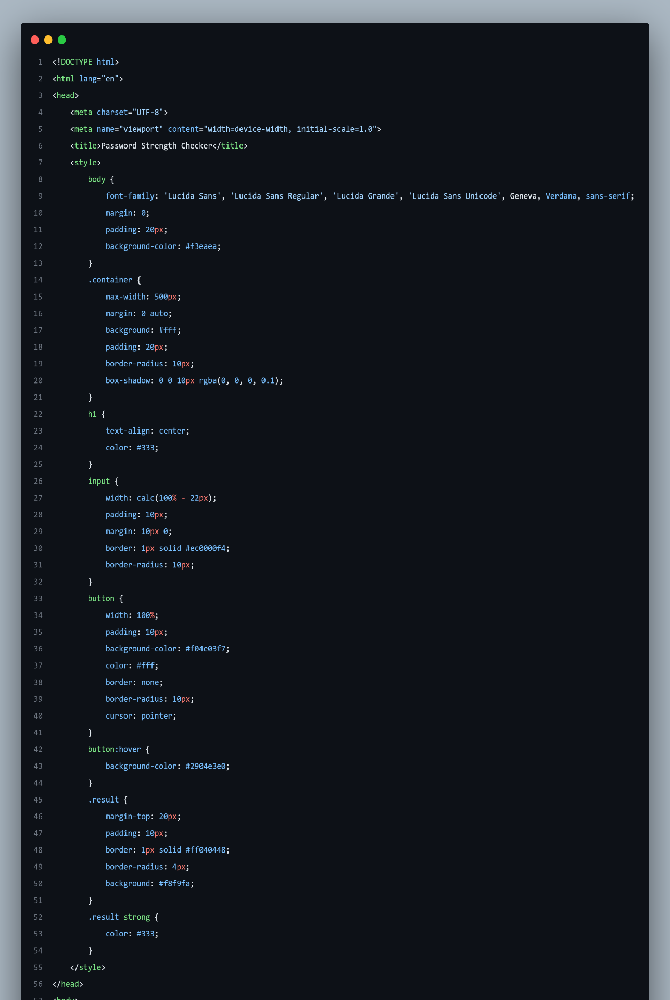 1 <!DOCTYPE html>
2 <html lang="en">
3 <head>
4     <meta charset="UTF-8">
5     <meta name="viewport" content="width=device-width, initial-scale=1.0">
6     <title>Password Strength Checker</title>
7     <style>
8         body {
9             font-family: 'Lucida Sans', 'Lucida Sans Regular', 'Lucida Grande', 'Lucida Sans Unicode', Geneva, Verdana, sans-serif;
10             margin: 0;
11             padding: 20px;
12             background-color: #f3eaea;
13         }
14         .container {
15             max-width: 500px;
16             margin: 0 auto;
17             background: #fff;
18             padding: 20px;
19             border-radius: 10px;
20             box-shadow: 0 0 10px rgba(0, 0, 0, 0.1);
21         }
22         h1 {
23             text-align: center;
24             color: #333;
25         }
26         input {
27             width: calc(100% - 22px);
28             padding: 10px;
29             margin: 10px 0;
30             border: 1px solid #ec0000f4;
31             border-radius: 10px;
32         }
33         button {
34             width: 100%;
35             padding: 10px;
36             background-color: #f04e03f7;
37             color: #fff;
38             border: none;
39             border-radius: 10px;
40             cursor: pointer;
41         }
42         button:hover {
43             background-color: #2904e3e0;
44         }
45         .result {
46             margin-top: 20px;
47             padding: 10px;
48             border: 1px solid #ff040448;
49             border-radius: 4px;
50             background: #f8f9fa;
51         }
52         .result strong {
53             color: #333;
54         }
55     </style>
56 </head>
57 <body>